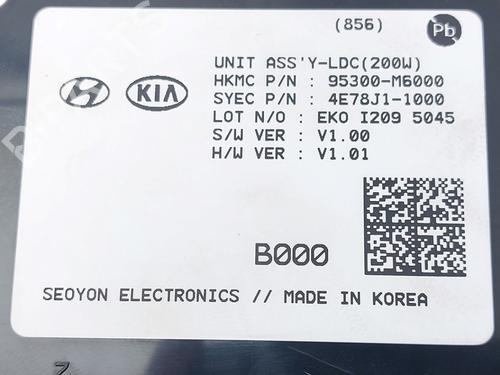 (856)
Pb
UNIT ASS'Y-LDC(200W)
HKMC P/N : 95300-M6000
SYEC P/N : 4E78J1-1000
LOT N/O : EKO I209 5045
S/W VER : V1.00
H/W VER : V1.01
KIA
B000
SEOYON ELECTRONICS // MADE IN KOREA